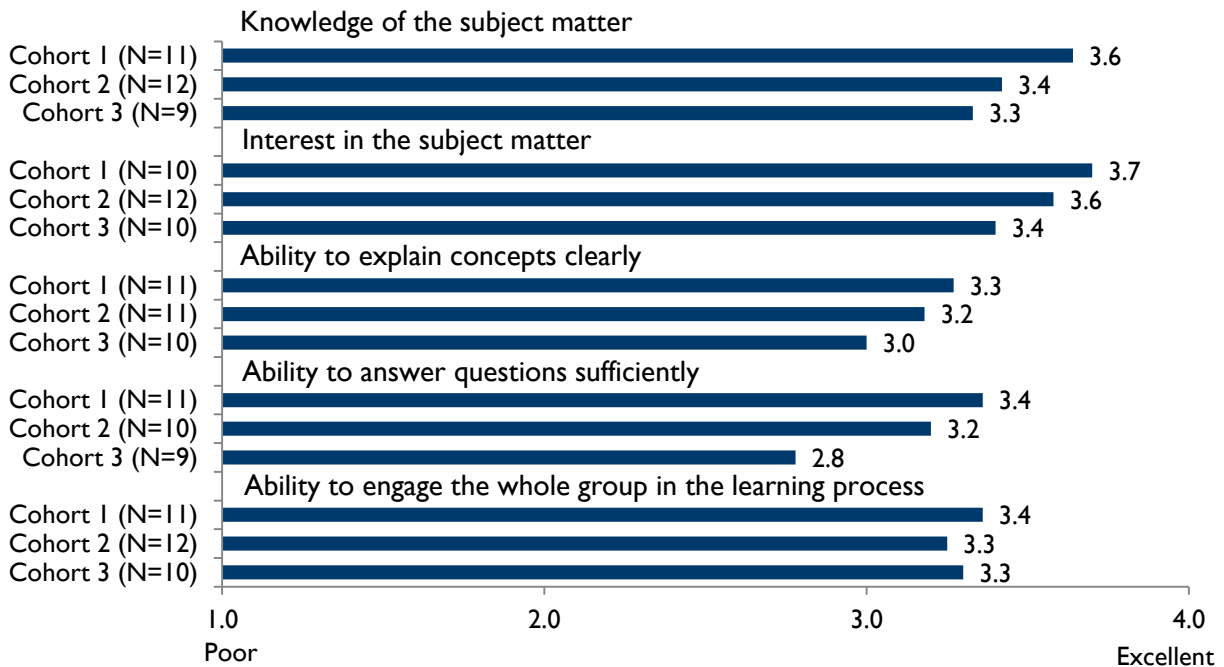 Knowledge of the subject matter
Cohort 1 (N=11) 3.6
Cohort 2 (N=12) 3.4
Cohort 3 (N=9) 3.3
Interest in the subject matter
Cohort 1 (N=10) 3.7
Cohort 2 (N=12) 3.6
Cohort 3 (N=10) 3.4
Ability to explain concepts clearly
Cohort 1 (N=11) 3.3
Cohort 2 (N=11) 3.2
Cohort 3 (N=10) 3.0
Ability to answer questions sufficiently
Cohort 1 (N=11) 3.4
Cohort 2 (N=10) 3.2
Cohort 3 (N=9) 2.8
Ability to engage the whole group in the learning process
Cohort 1 (N=11) 3.4
Cohort 2 (N=12) 3.3
Cohort 3 (N=10) 3.3
1.0 2.0 3.0 4.0
Poor Excellent